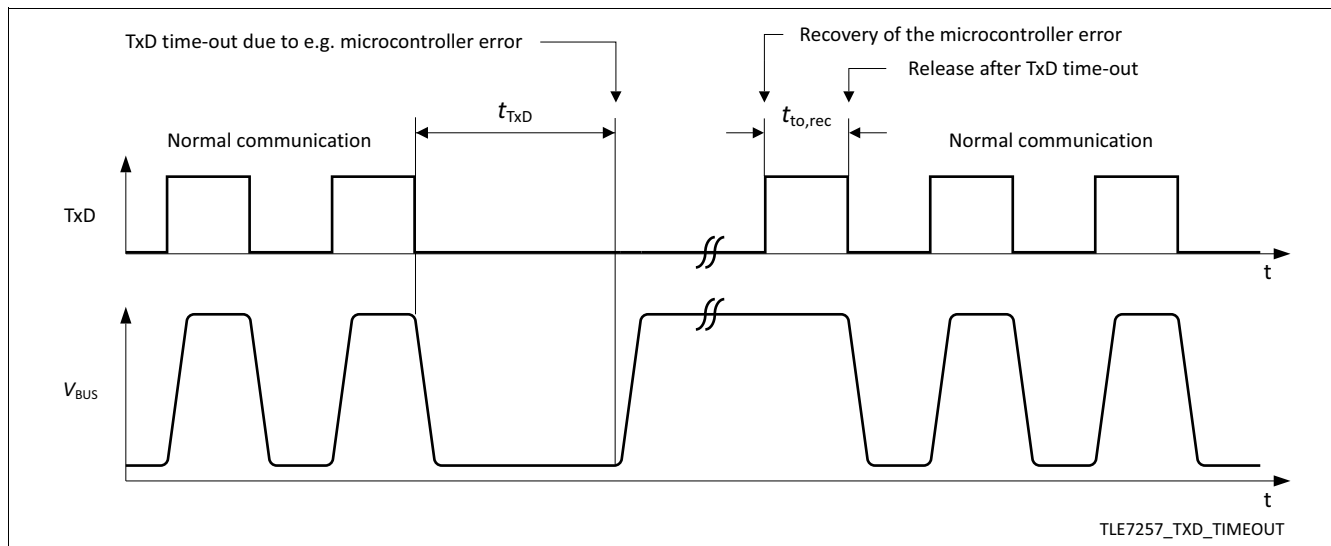 TxD time-out due to e.g. microcontroller error
Recovery of the microcontroller error
Release after TxD time-out
tTxD
tto,rec
Normal communication
Normal communication
TxD
t
VBUS
t
TLE7257_TXD_TIMEOUT